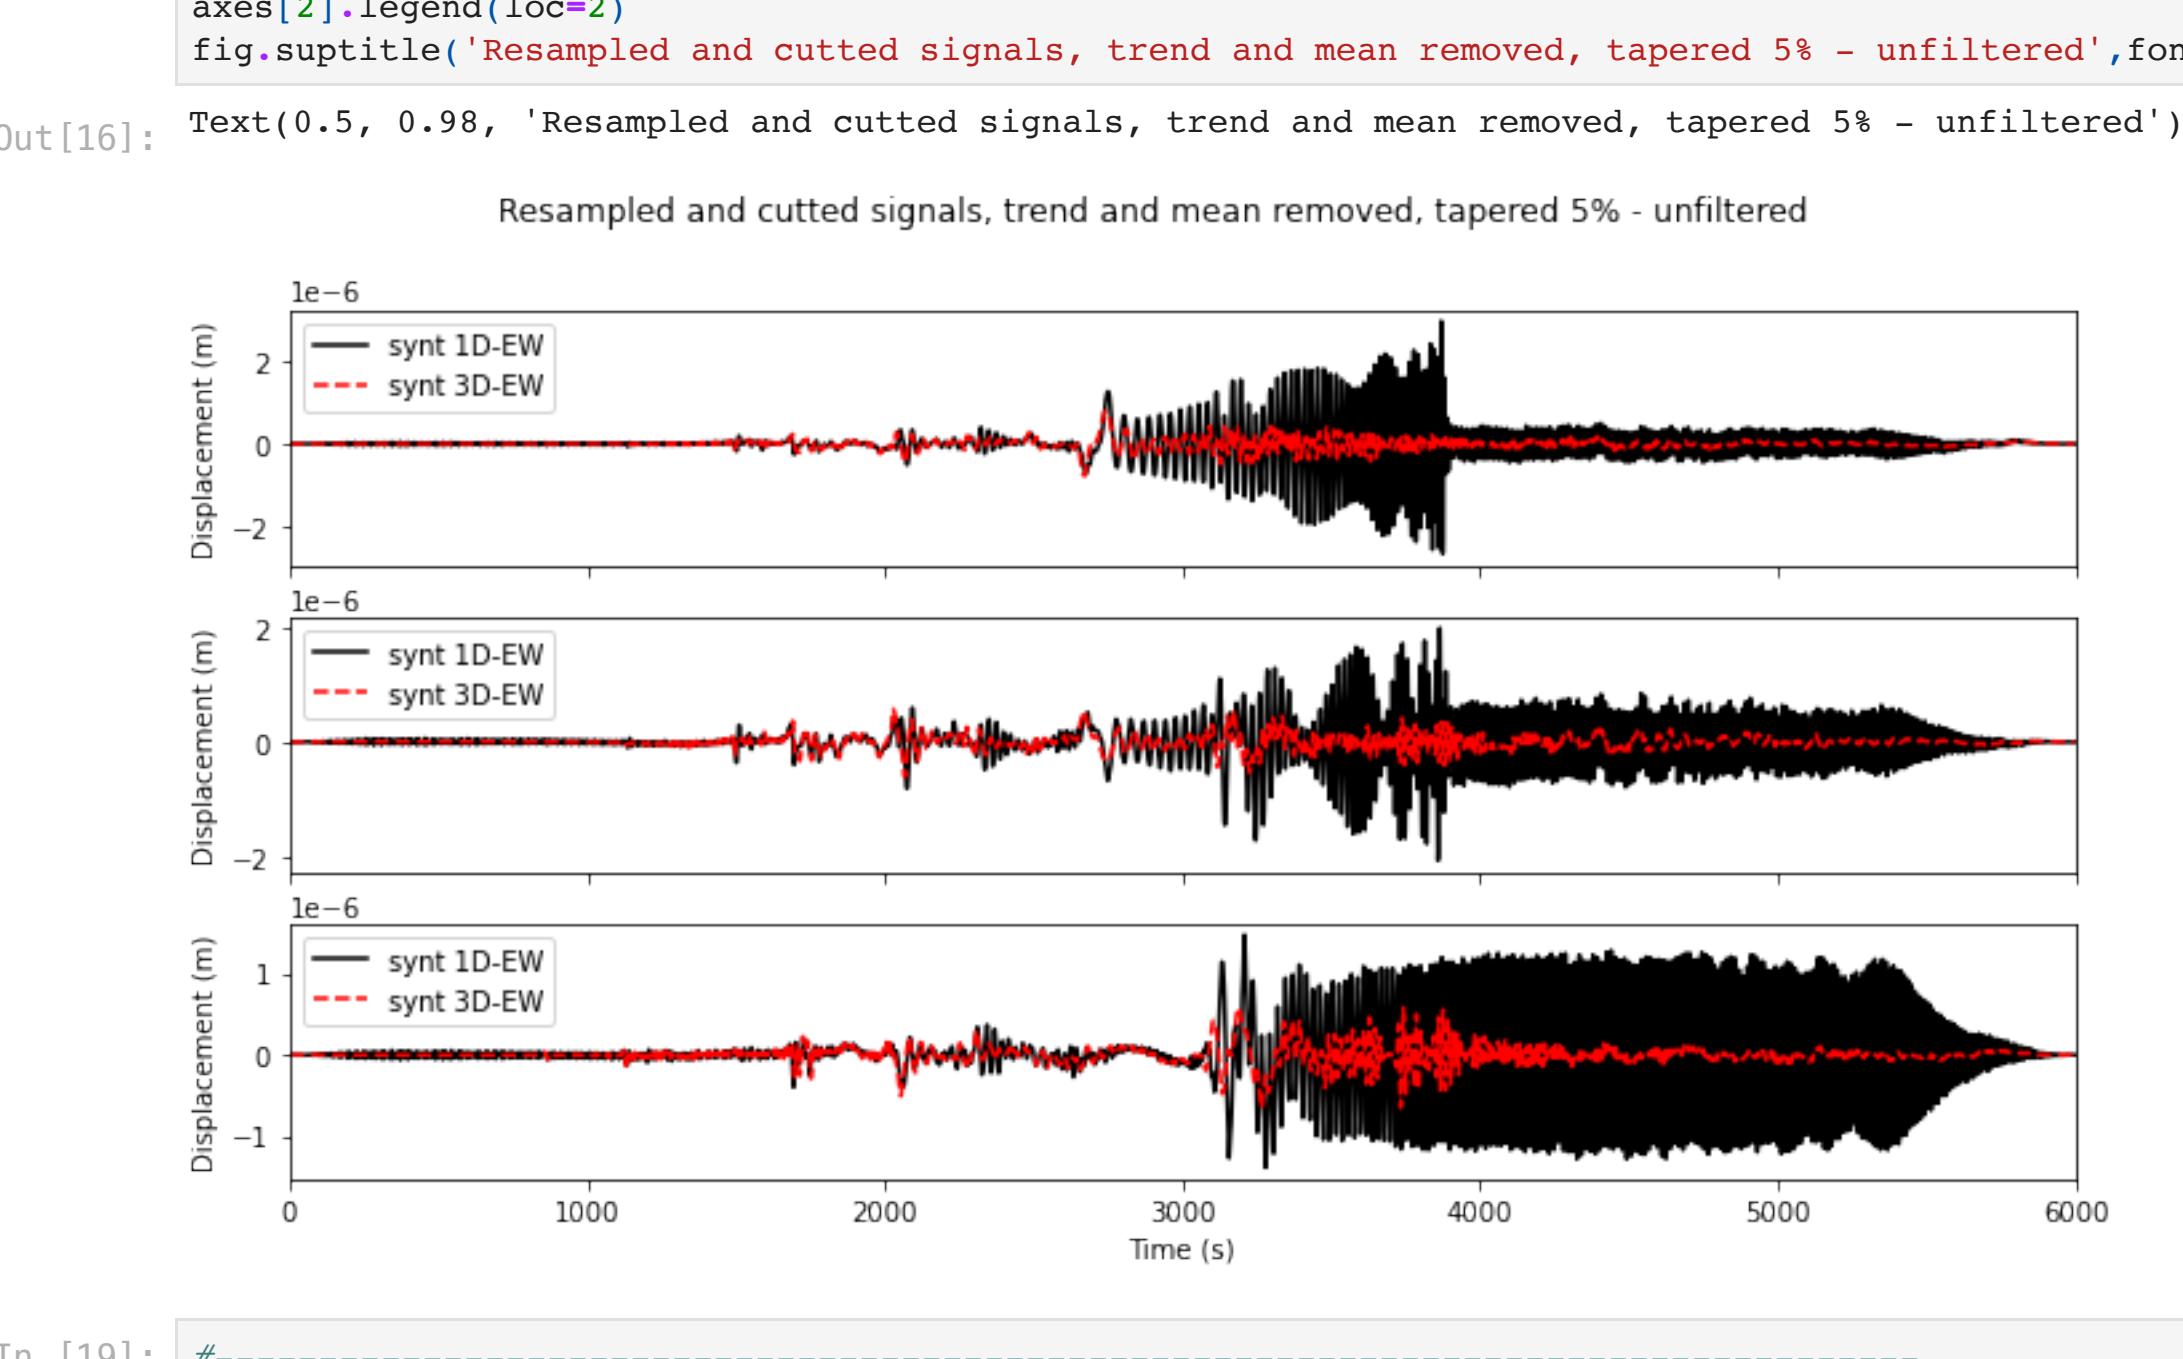 axes[2].legend(loc=2)
fig.suptitle('Resampled and cutted signals, trend and mean removed, tapered 5% - unfiltered',fon
Out[16]: Text(0.5, 0.98, 'Resampled and cutted signals, trend and mean removed, tapered 5% - unfiltered')
Resampled and cutted signals, trend and mean removed, tapered 5% - unfiltered
1e−6
synt 1D-EW
synt 3D-EW
Displacement (m)
2
0
−2
1e−6
synt 1D-EW
synt 3D-EW
Displacement (m)
2
0
−2
1e−6
synt 1D-EW
synt 3D-EW
Displacement (m)
1
0
−1
0 1000 2000 3000 4000 5000 6000
Time (s)
In [19]: #----------------------------------------------------------------------------------